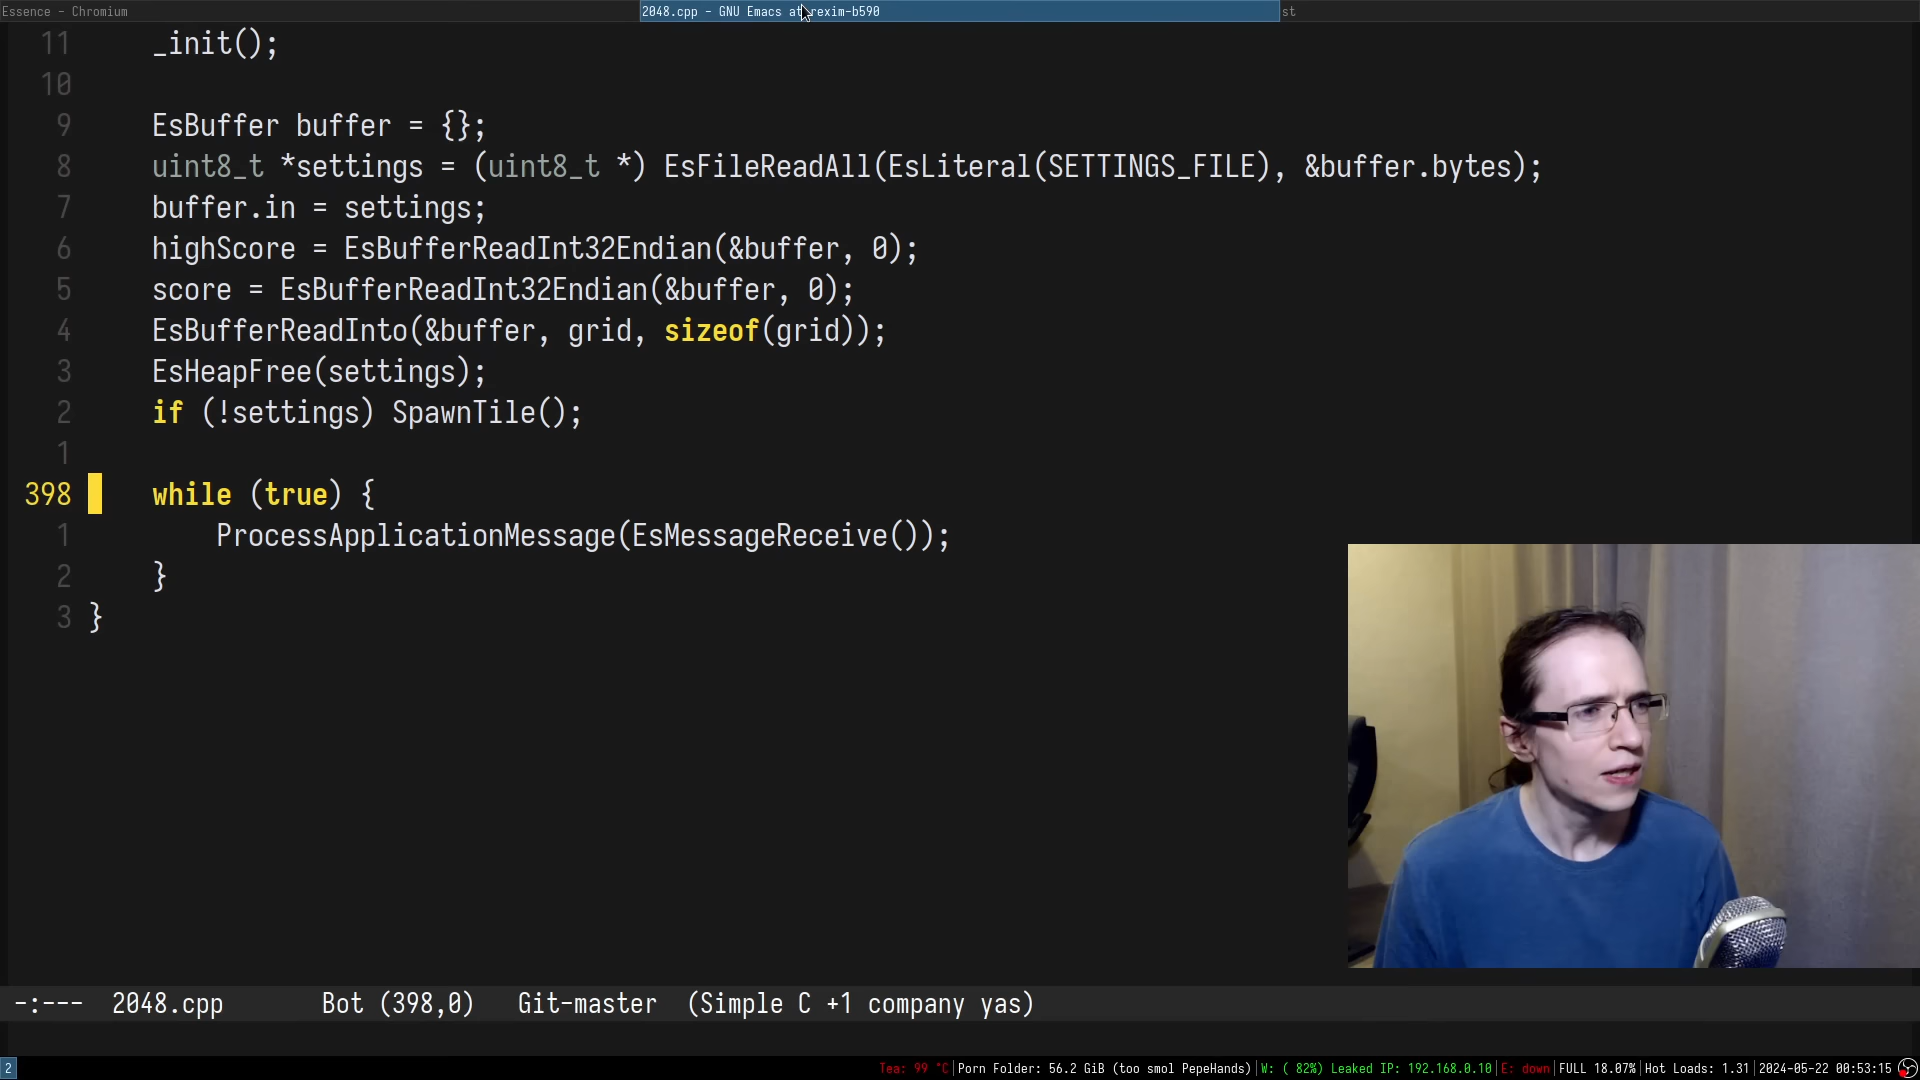 Essence - Chromium
2048.cpp - GNU Emacs at rexim-b590
st
11 _init();
10
9 EsBuffer buffer = {};
8 uint8_t *settings = (uint8_t *) EsFileReadAll(EsLiteral(SETTINGS_FILE), &buffer.bytes);
7 buffer.in = settings;
6 highScore = EsBufferReadInt32Endian(&buffer, 0);
5 score = EsBufferReadInt32Endian(&buffer, 0);
4 EsBufferReadInto(&buffer, grid, sizeof(grid));
3 EsHeapFree(settings);
2 if (!settings) SpawnTile();
1
398 while (true) {
1 ProcessApplicationMessage(EsMessageReceive());
2 }
3 }
-:--- 2048.cpp Bot (398,0) Git-master (Simple C +1 company yas)
2 Tea: 99 °C|Porn Folder: 56.2 GiB (too smol PepeHands)|W: ( 82%) Leaked IP: 192.168.0.10|E: down|FULL 18.07%|Hot Loads: 1.31|2024-05-22 00:53:15